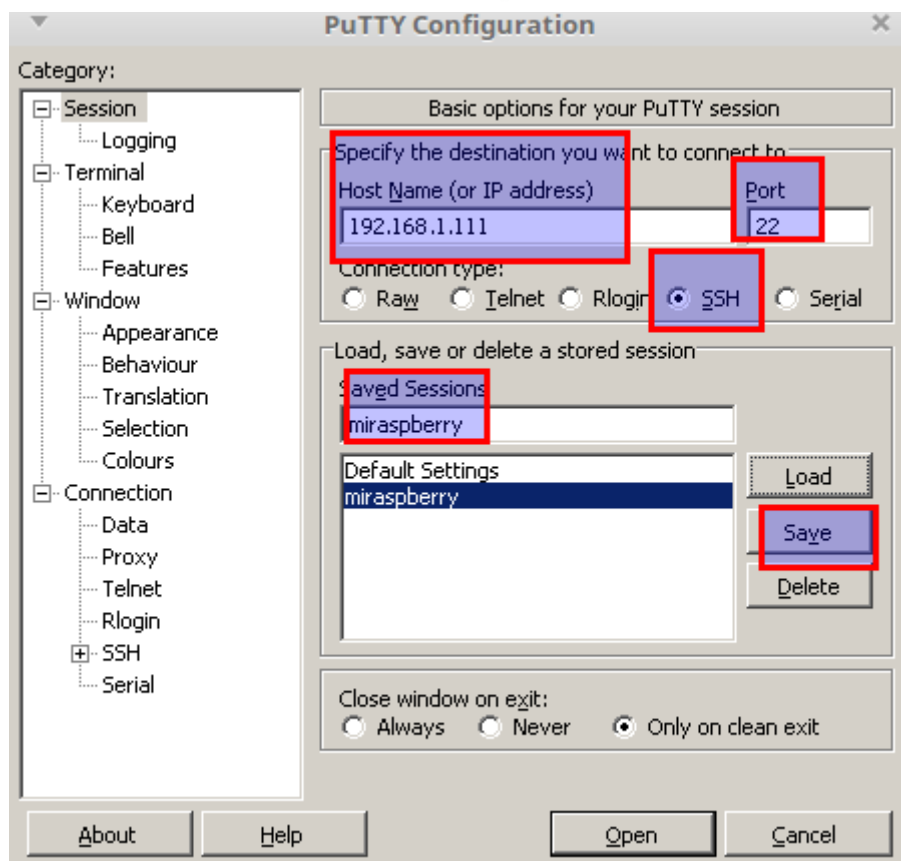 PuTTY Configuration
Category:
Session
Logging
Terminal
Keyboard
Bell
Features
Window
Appearance
Behaviour
Translation
Selection
Colours
Connection
Data
Proxy
Telnet
Rlogin
SSH
Serial
Basic options for your PuTTY session
Specify the destination you want to connect to
Host Name (or IP address) Port
192.168.1.111 22
Connection type:
Raw Telnet Rlogin SSH Serial
Load, save or delete a stored session
Saved Sessions
miraspberry
Default Settings
miraspberry
Load
Save
Delete
Close window on exit:
Always Never Only on clean exit
About Help Open Cancel